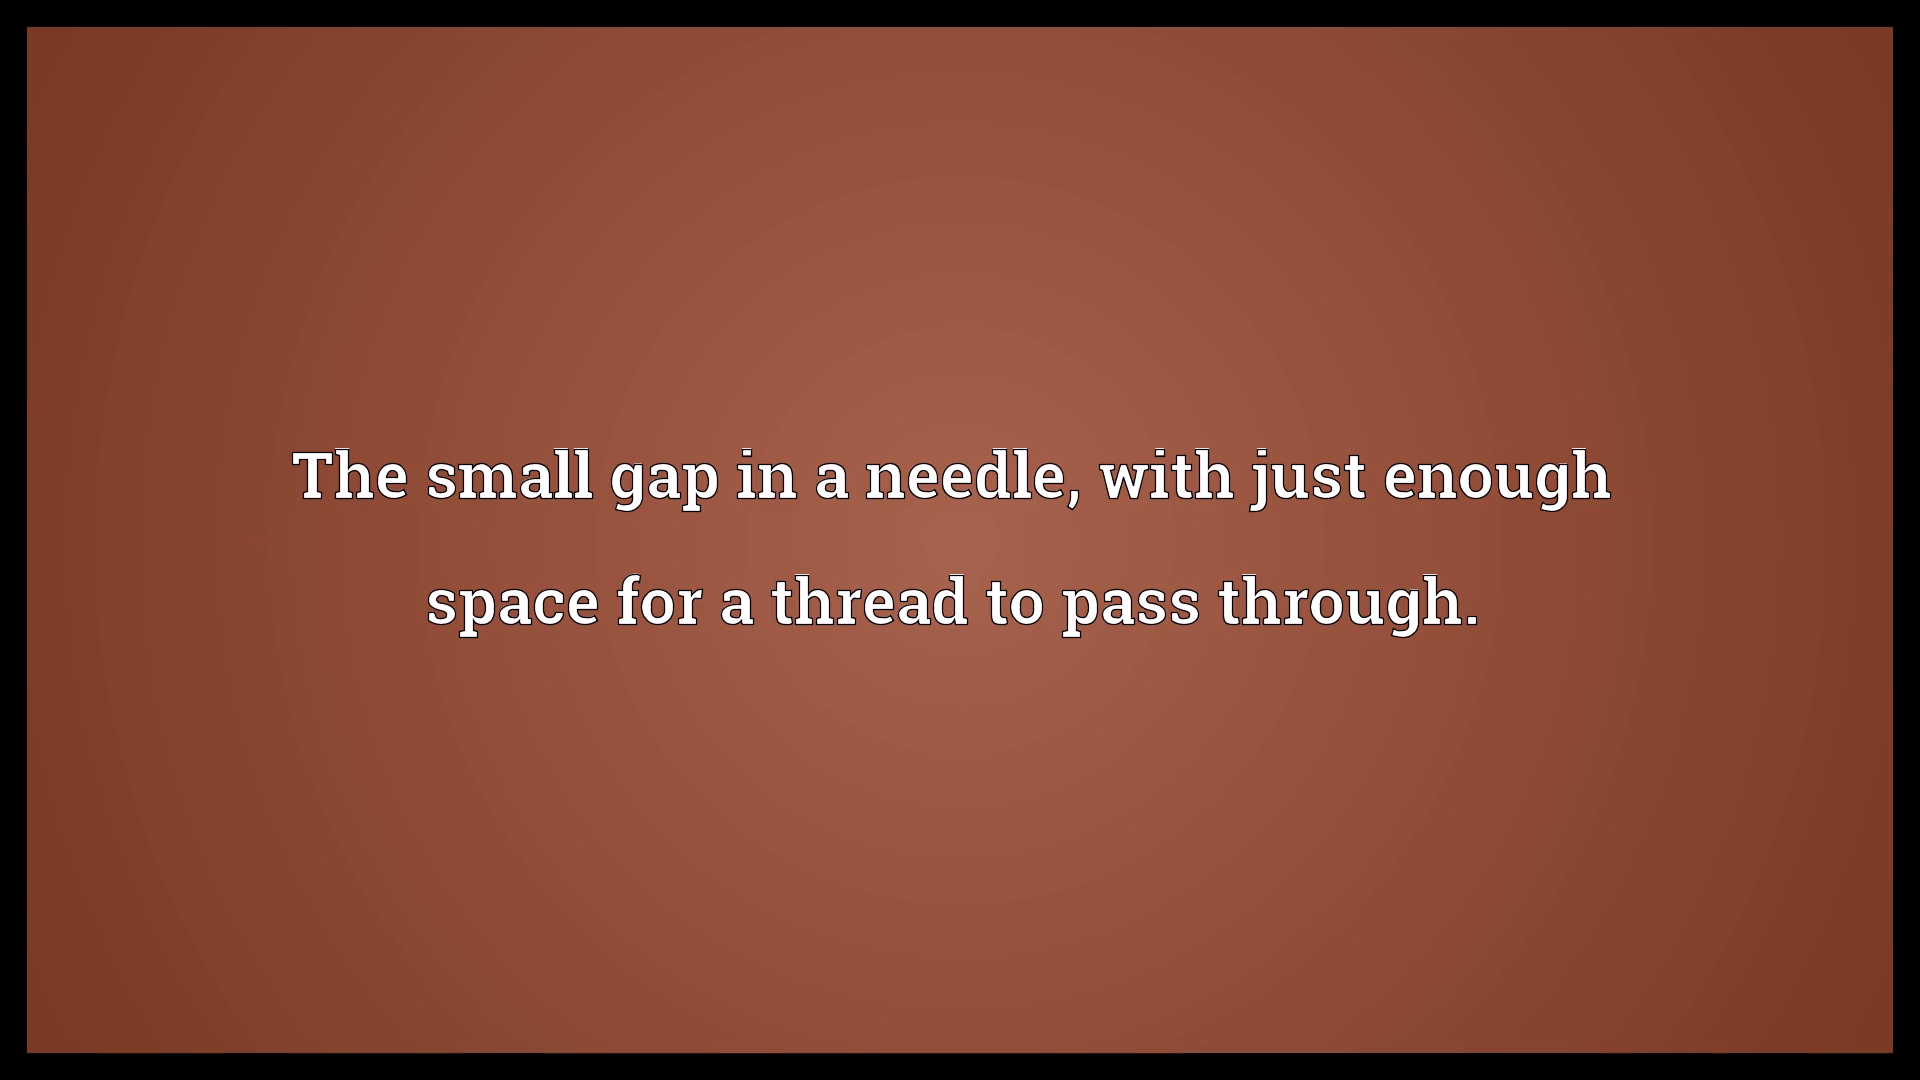 The small gap in a needle, with just enough
space for a thread to pass through.